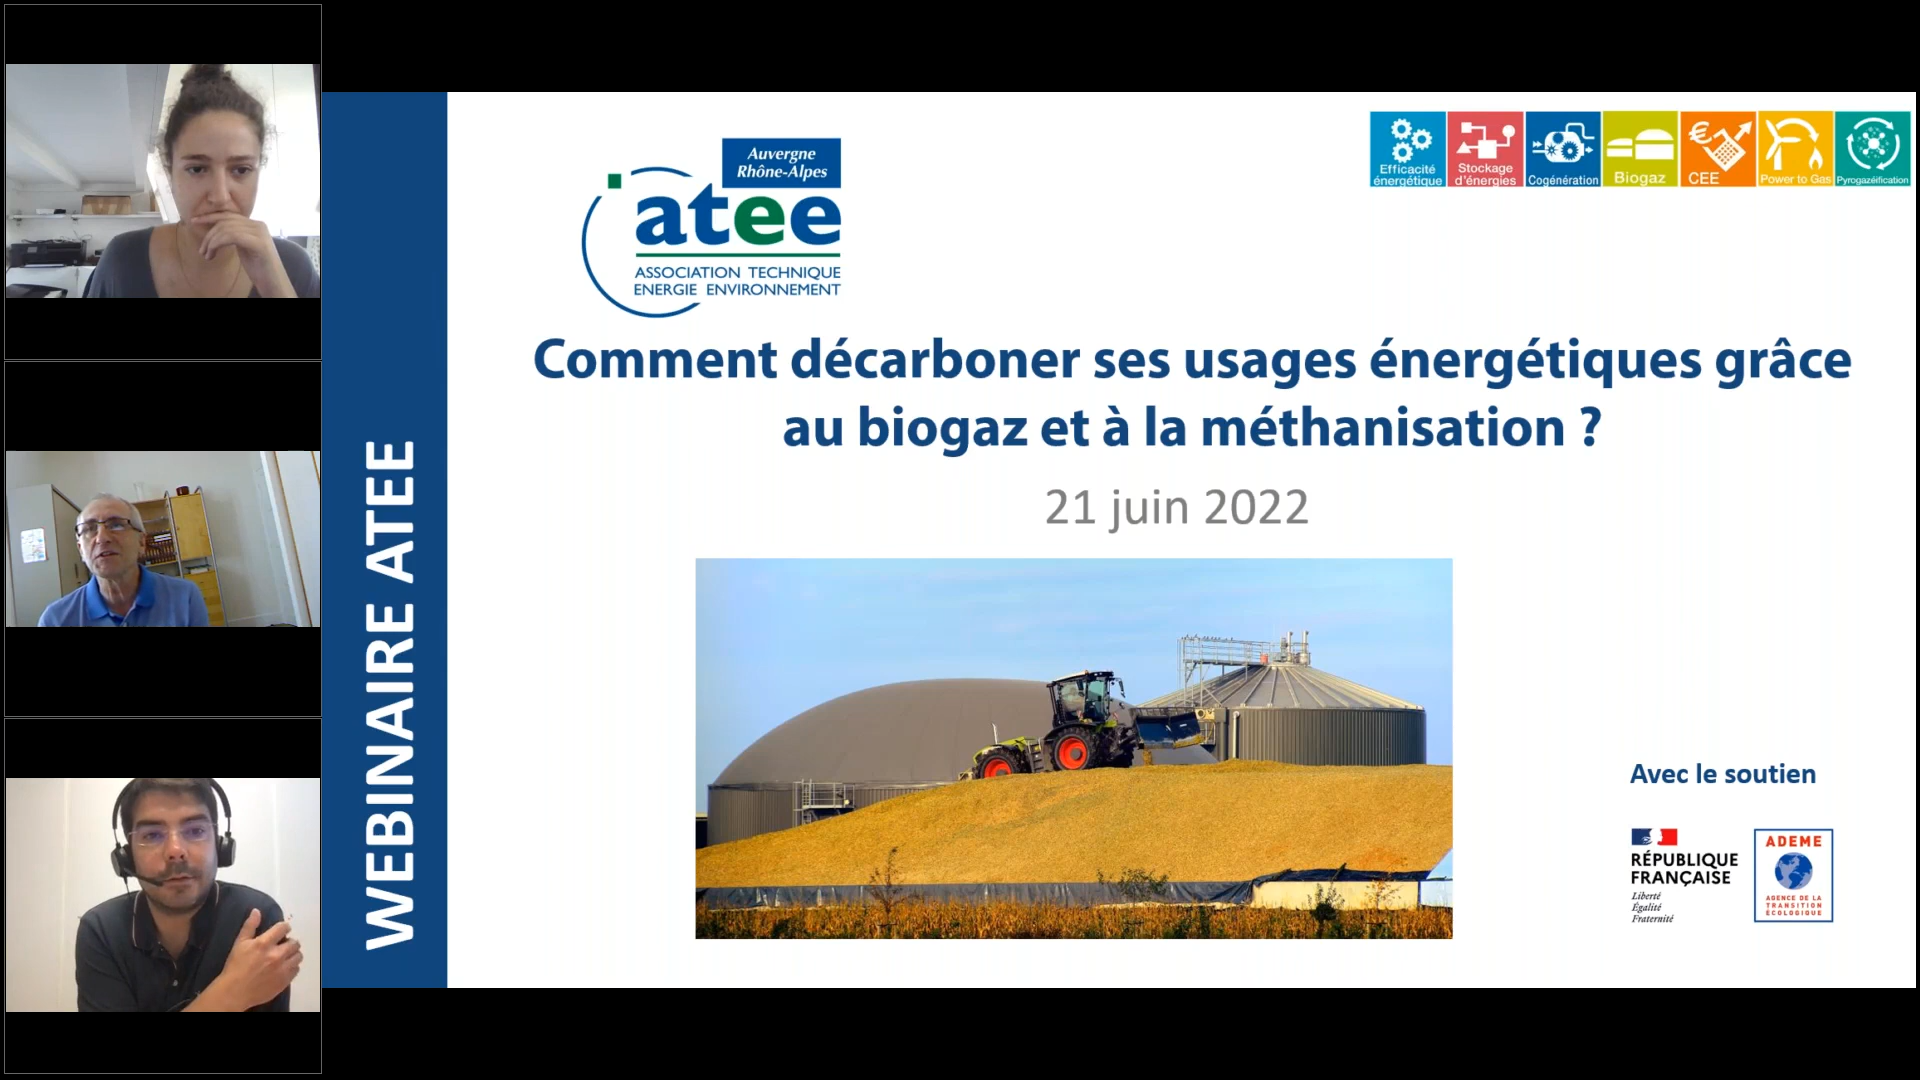 WEBINAIRE ATEE
Auvergne
Rhône-Alpes
atee
ASSOCIATION TECHNIQUE
ENERGIE ENVIRONNEMENT
Efficacité
énergétique
Stockage
d'énergies
Cogénération
Biogaz
CEE
Power to Gas
Pyrogazéification
Comment décarboner ses usages énergétiques grâce
au biogaz et à la méthanisation ?
21 juin 2022
Avec le soutien
RÉPUBLIQUE
FRANÇAISE
Liberté
Égalité
Fraternité
ADEME
AGENCE DE LA
TRANSITION
ÉCOLOGIQUE